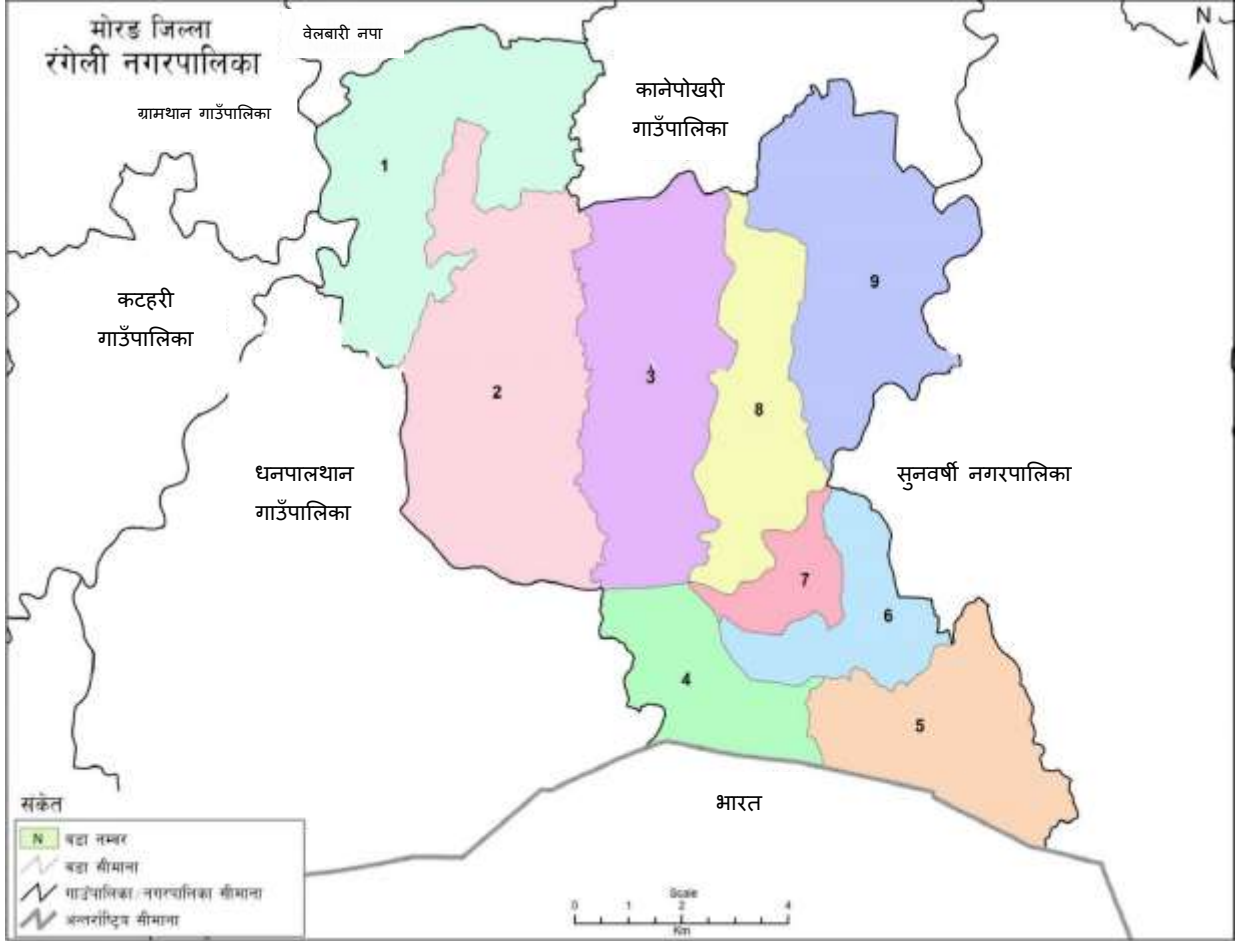 मोरङ जिल्ला
रंगेली नगरपालिका
वेलबारी नपा
N
ग्रामथान गाउँपालिका
कानेपोखरी
गाउँपालिका
1
9
कटहरी
गाउँपालिका
2
3
8
धनपालथान
गाउँपालिका
सुनवर्षी नगरपालिका
7
6
4
5
भारत
संकेत
N वडा नम्बर
वडा सीमाना
गाउंपालिका/नगरपालिका सीमाना
अन्तर्राष्ट्रिय सीमाना
Scale
0 1 2 4
Km